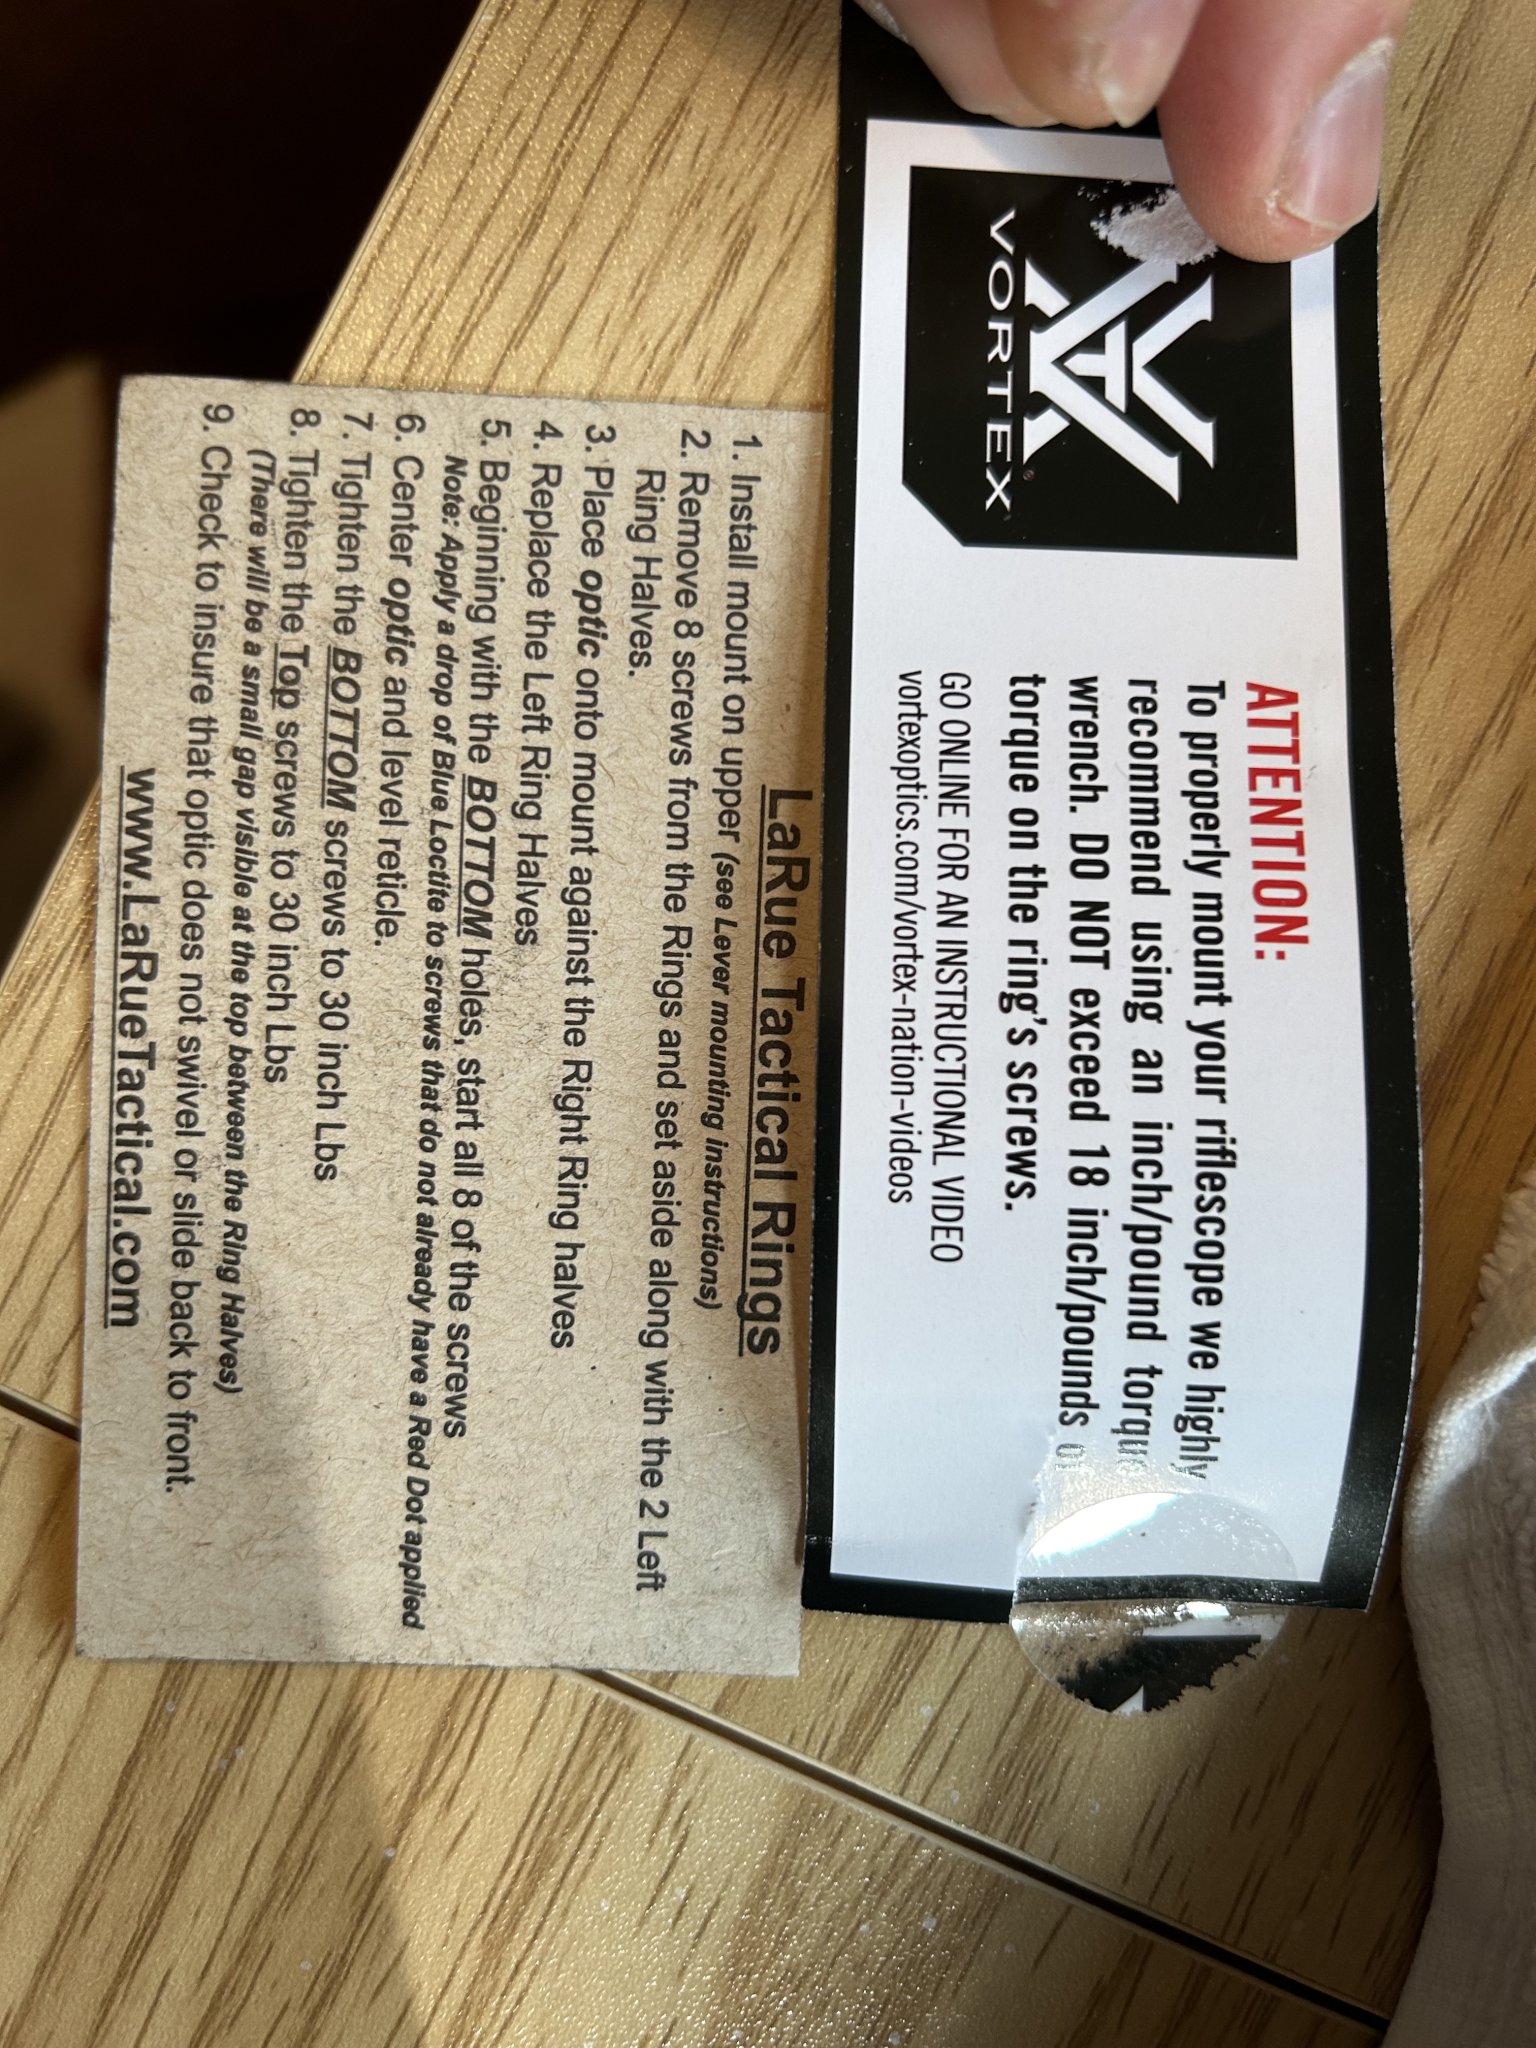 VORTEX
ATTENTION:
To properly mount your riflescope we highly
recommend using an inch/pound torque
wrench. DO NOT exceed 18 inch/pounds of
torque on the ring's screws.
GO ONLINE FOR AN INSTRUCTIONAL VIDEO
vortexoptics.com/vortex-nation-videos
LaRue Tactical Rings
1. Install mount on upper (see Lever mounting instructions)
2. Remove 8 screws from the Rings and set aside along with the 2 Left
Ring Halves.
3. Place optic onto mount against the Right Ring halves
4. Replace the Left Ring Halves
5. Beginning with the BOTTOM holes, start all 8 of the screws
Note: Apply a drop of Blue Loctite to screws that do not already have a Red Dot applied
6. Center optic and level reticle.
7. Tighten the BOTTOM screws to 30 inch Lbs
8. Tighten the Top screws to 30 inch Lbs
(There will be a small gap visible at the top between the Ring Halves)
9. Check to insure that optic does not swivel or slide back to front.
www.LaRueTactical.com